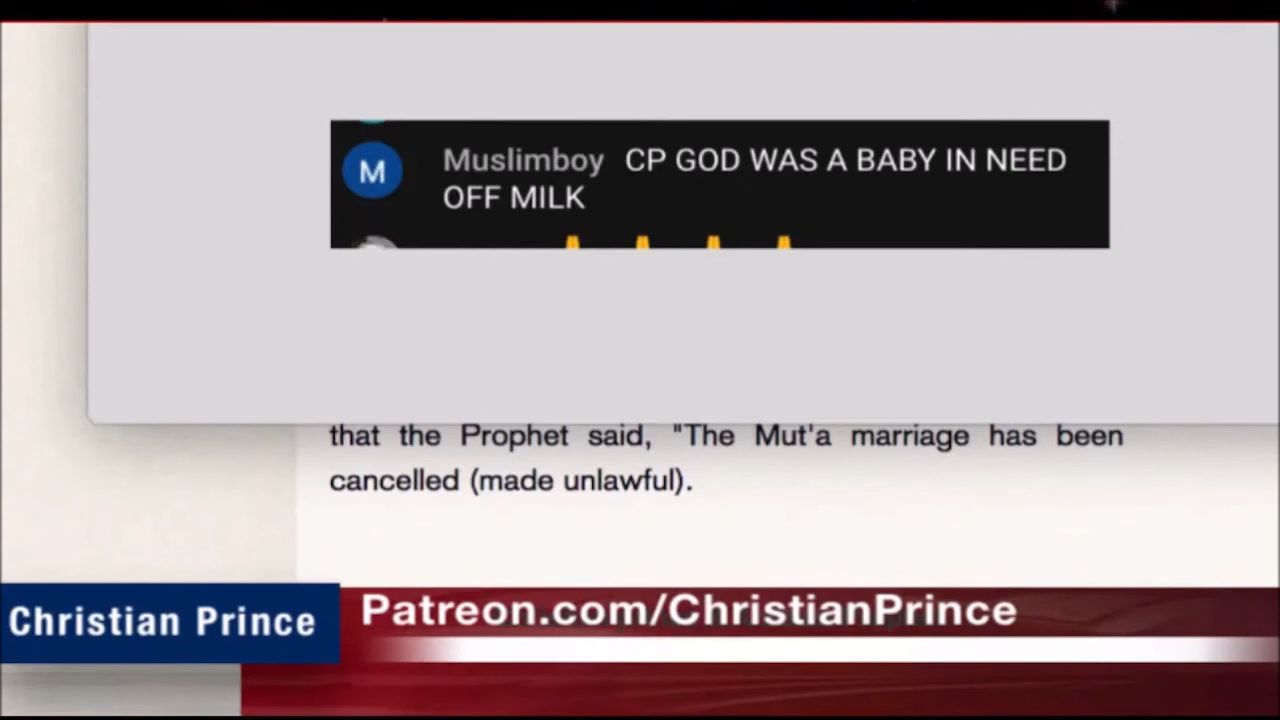 M
Muslimboy CP GOD WAS A BABY IN NEED
OFF MILK
that the Prophet said, "The Mut'a marriage has been
cancelled (made unlawful).
Christian Prince
Patreon.com/ChristianPrince